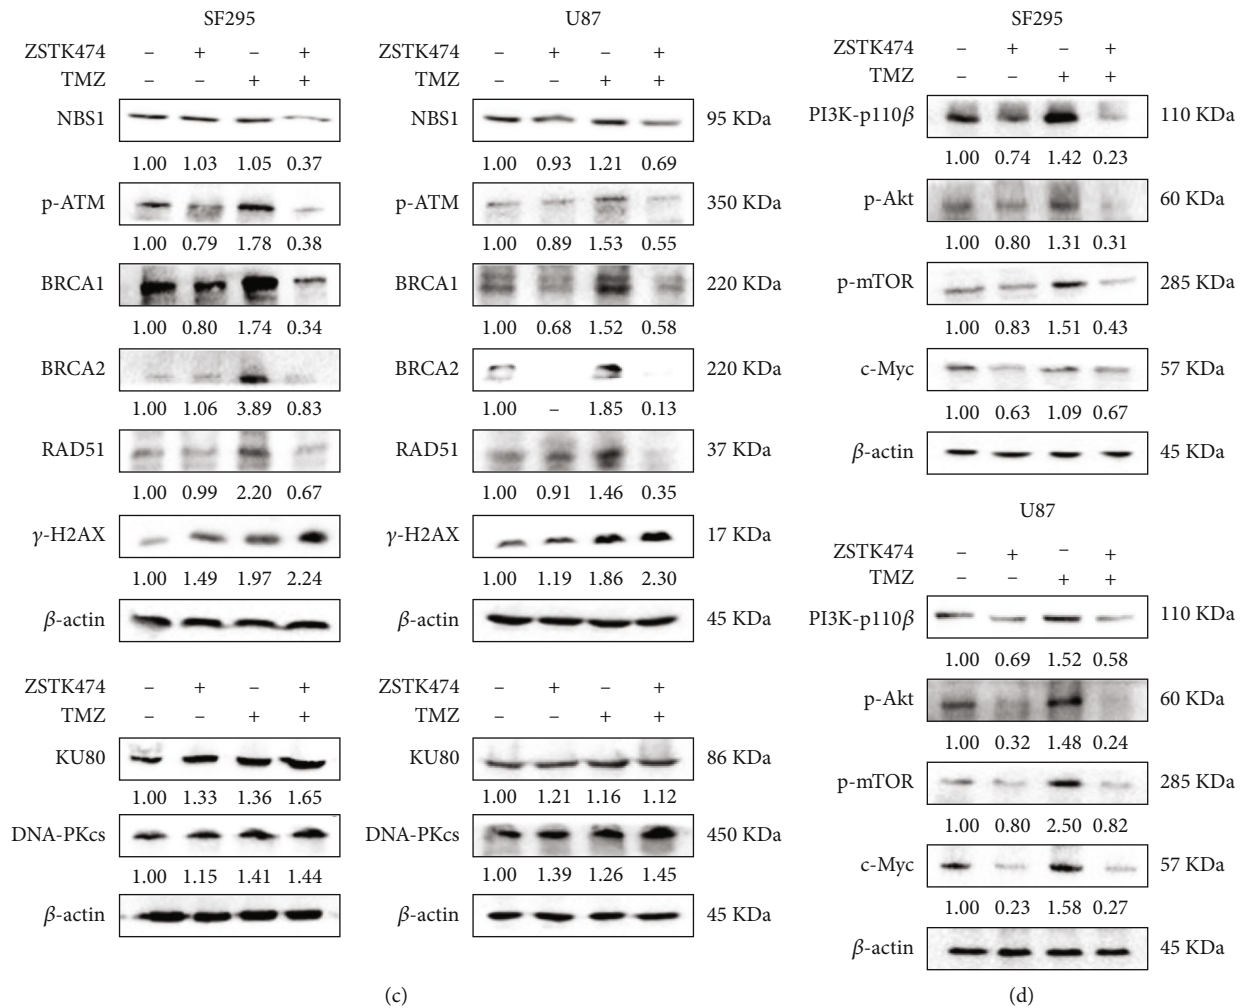 SF295
ZSTK474 – + – +
TMZ – – + +
NBS1
1.00 1.03 1.05 0.37
p-ATM
1.00 0.79 1.78 0.38
BRCA1
1.00 0.80 1.74 0.34
BRCA2
1.00 1.06 3.89 0.83
RAD51
1.00 0.99 2.20 0.67
γ-H2AX
1.00 1.49 1.97 2.24
β-actin
ZSTK474 – + – +
TMZ – – + +
KU80
1.00 1.33 1.36 1.65
DNA-PKcs
1.00 1.15 1.41 1.44
β-actin
U87
ZSTK474 – + – +
TMZ – – + +
NBS1 95 KDa
1.00 0.93 1.21 0.69
p-ATM 350 KDa
1.00 0.89 1.53 0.55
BRCA1 220 KDa
1.00 0.68 1.52 0.58
BRCA2 220 KDa
1.00 – 1.85 0.13
RAD51 37 KDa
1.00 0.91 1.46 0.35
γ-H2AX 17 KDa
1.00 1.19 1.86 2.30
β-actin 45 KDa
ZSTK474 – + – +
TMZ – – + +
KU80 86 KDa
1.00 1.21 1.16 1.12
DNA-PKcs 450 KDa
1.00 1.39 1.26 1.45
β-actin 45 KDa
(c)
SF295
ZSTK474 – + – +
TMZ – – + +
PI3K-p110β 110 KDa
1.00 0.74 1.42 0.23
p-Akt 60 KDa
1.00 0.80 1.31 0.31
p-mTOR 285 KDa
1.00 0.83 1.51 0.43
c-Myc 57 KDa
1.00 0.63 1.09 0.67
β-actin 45 KDa
U87
ZSTK474 – + – +
TMZ – – + +
PI3K-p110β 110 KDa
1.00 0.69 1.52 0.58
p-Akt 60 KDa
1.00 0.32 1.48 0.24
p-mTOR 285 KDa
1.00 0.80 2.50 0.82
c-Myc 57 KDa
1.00 0.23 1.58 0.27
β-actin 45 KDa
(d)